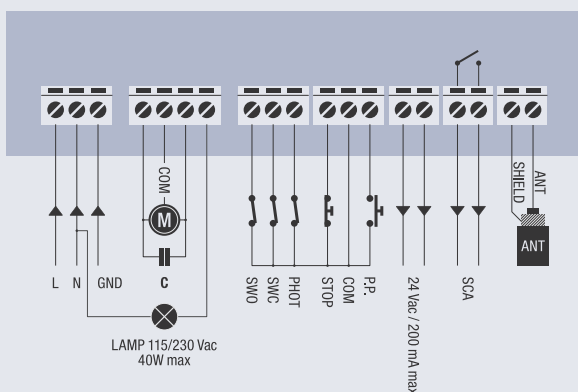 COM
SHIELD
ANT
M
ANT
L
N
GND
C
SWO
SWC
PHOT
STOP
COM
P.P.
24 Vac / 200 mA max
SCA
LAMP 115/230 Vac
40W max